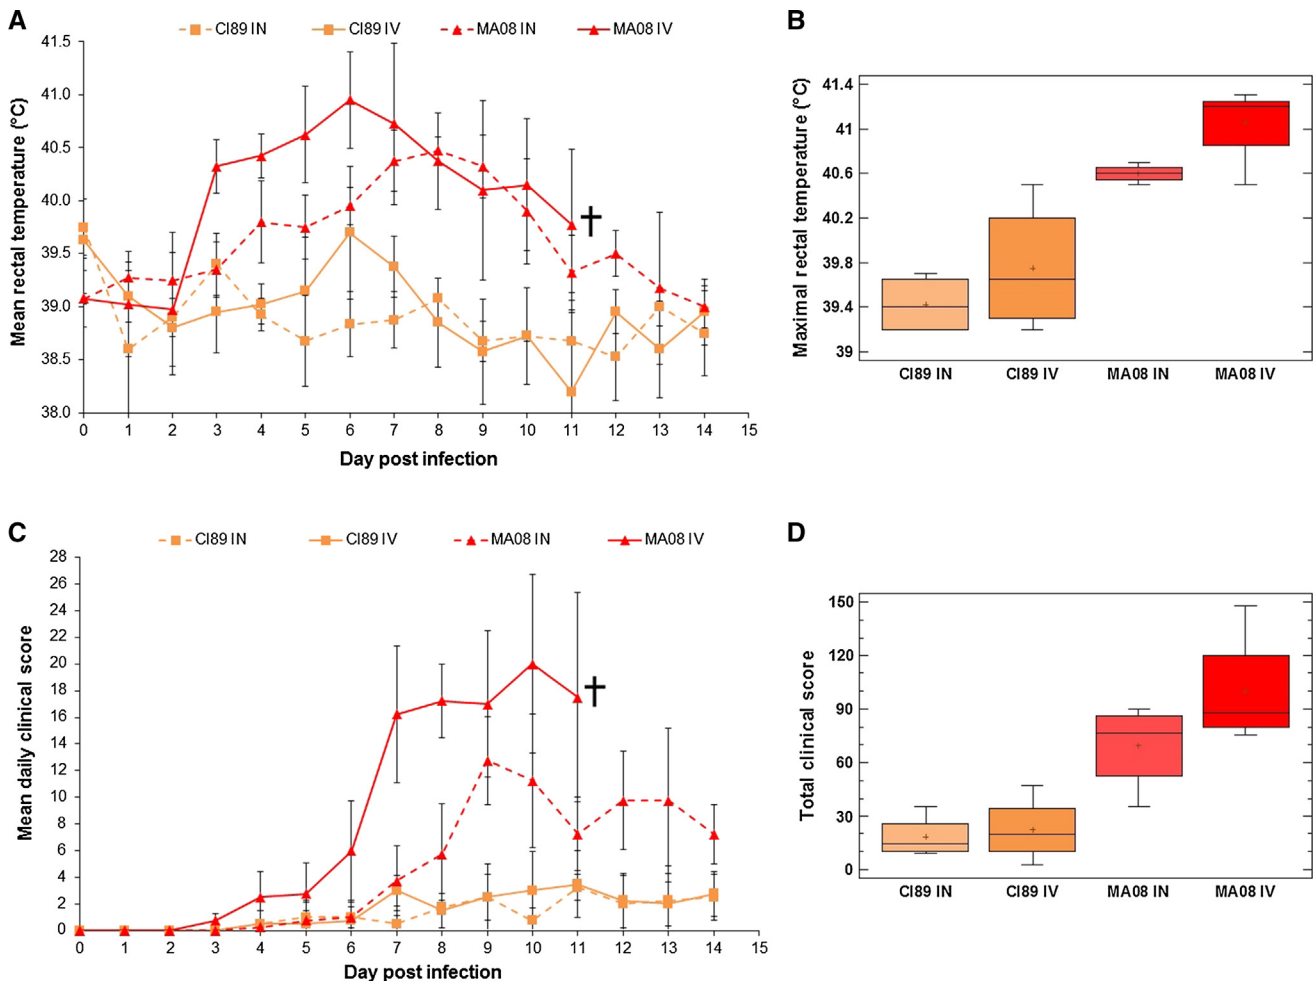 A
CI89 IN CI89 IV MA08 IN MA08 IV
Mean rectal temperature (°C)
41.5
41.0
40.5
40.0
39.5
39.0
38.5
38.0
0 1 2 3 4 5 6 7 8 9 10 11 12 13 14 15
Day post infection
B
Maximal rectal temperature (°C)
41.4
41
40.6
40.2
39.8
39.4
39
CI89 IN CI89 IV MA08 IN MA08 IV
C
CI89 IN CI89 IV MA08 IN MA08 IV
Mean daily clinical score
28
26
24
22
20
18
16
14
12
10
8
6
4
2
0
0 1 2 3 4 5 6 7 8 9 10 11 12 13 14 15
Day post infection
D
Total clinical score
150
120
90
60
30
0
CI89 IN CI89 IV MA08 IN MA08 IV